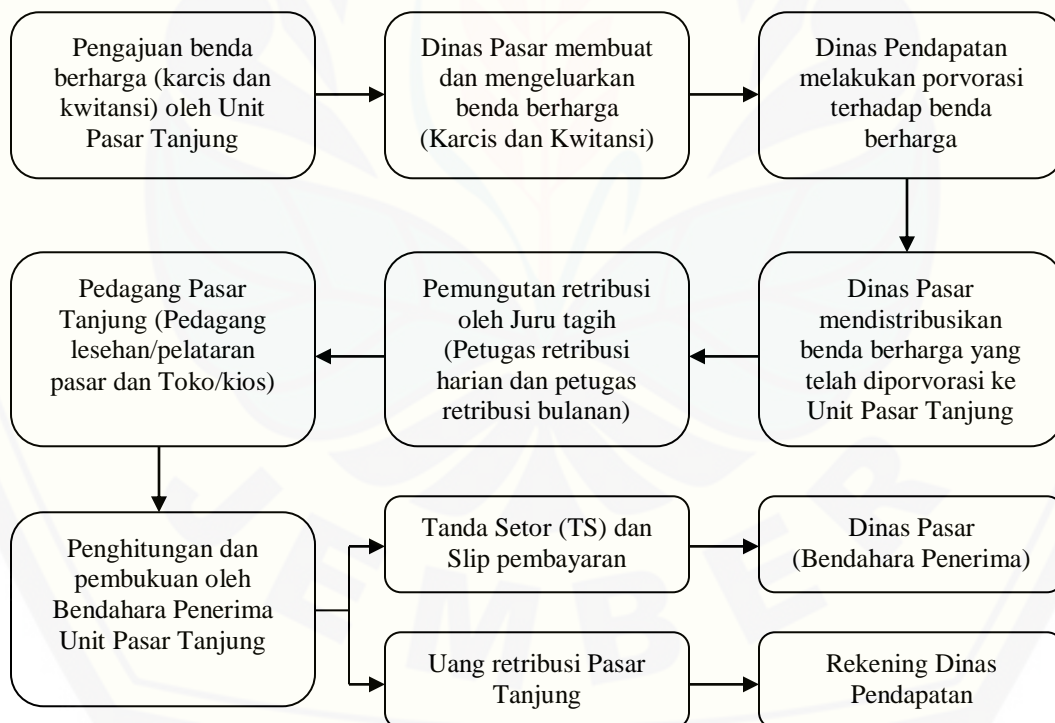 Pengajuan benda
berharga (karcis dan
kwitansi) oleh Unit
Pasar Tanjung
Dinas Pasar membuat
dan mengeluarkan
benda berharga
(Karcis dan Kwitansi)
Dinas Pendapatan
melakukan porvorasi
terhadap benda
berharga
Pedagang Pasar
Tanjung (Pedagang
lesehan/pelataran
pasar dan Toko/kios)
Pemungutan retribusi
oleh Juru tagih
(Petugas retribusi
harian dan petugas
retribusi bulanan)
Dinas Pasar
mendistribusikan
benda berharga yang
telah diporvorasi ke
Unit Pasar Tanjung
Penghitungan dan
pembukuan oleh
Bendahara Penerima
Unit Pasar Tanjung
Tanda Setor (TS) dan
Slip pembayaran
Dinas Pasar
(Bendahara Penerima)
Uang retribusi Pasar
Tanjung
Rekening Dinas
Pendapatan
JEMBER